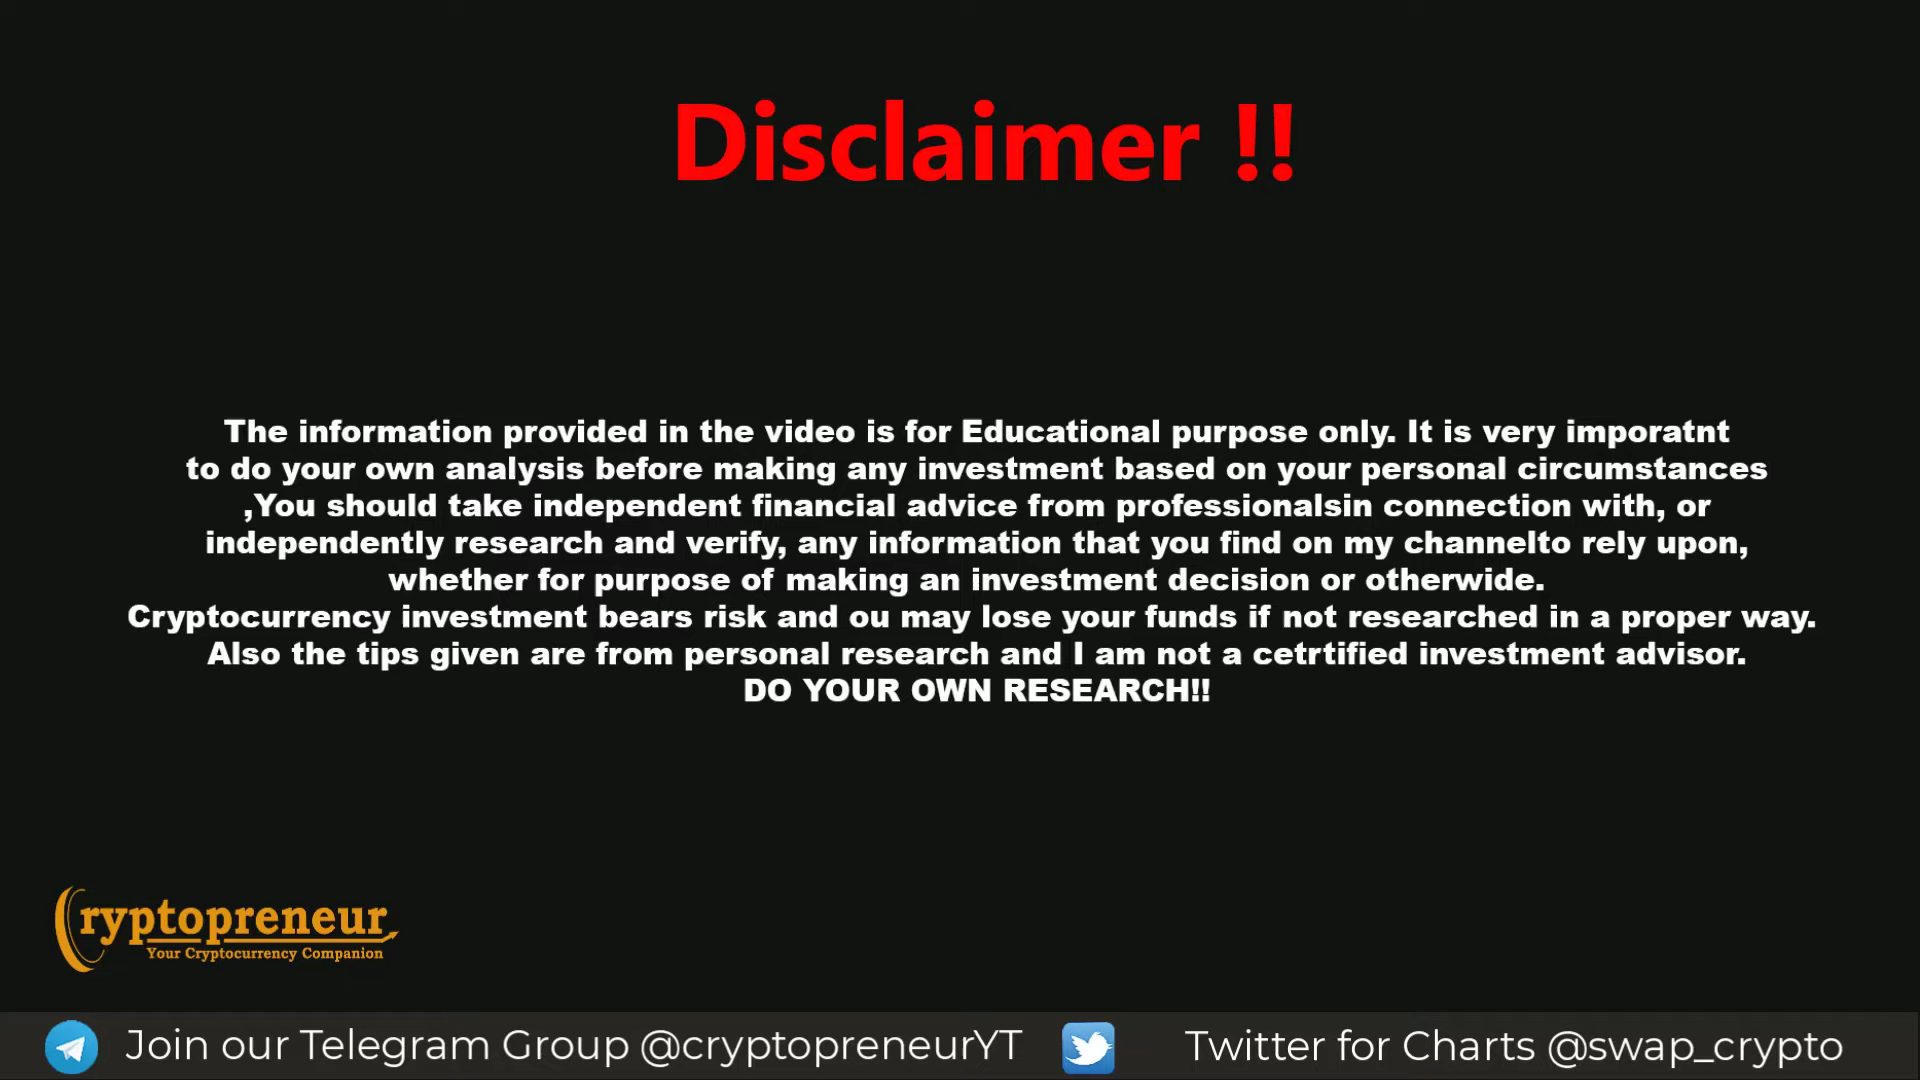 Disclaimer !!
The information provided in the video is for Educational purpose only. It is very imporatnt
to do your own analysis before making any investment based on your personal circumstances
,You should take independent financial advice from professionalsin connection with, or
independently research and verify, any information that you find on my channelto rely upon,
whether for purpose of making an investment decision or otherwide.
Cryptocurrency investment bears risk and ou may lose your funds if not researched in a proper way.
Also the tips given are from personal research and I am not a cetrtified investment advisor.
DO YOUR OWN RESEARCH!!
Cryptopreneur
Your Cryptocurrency Companion
Join our Telegram Group @cryptopreneurYT
Twitter for Charts @swap_crypto